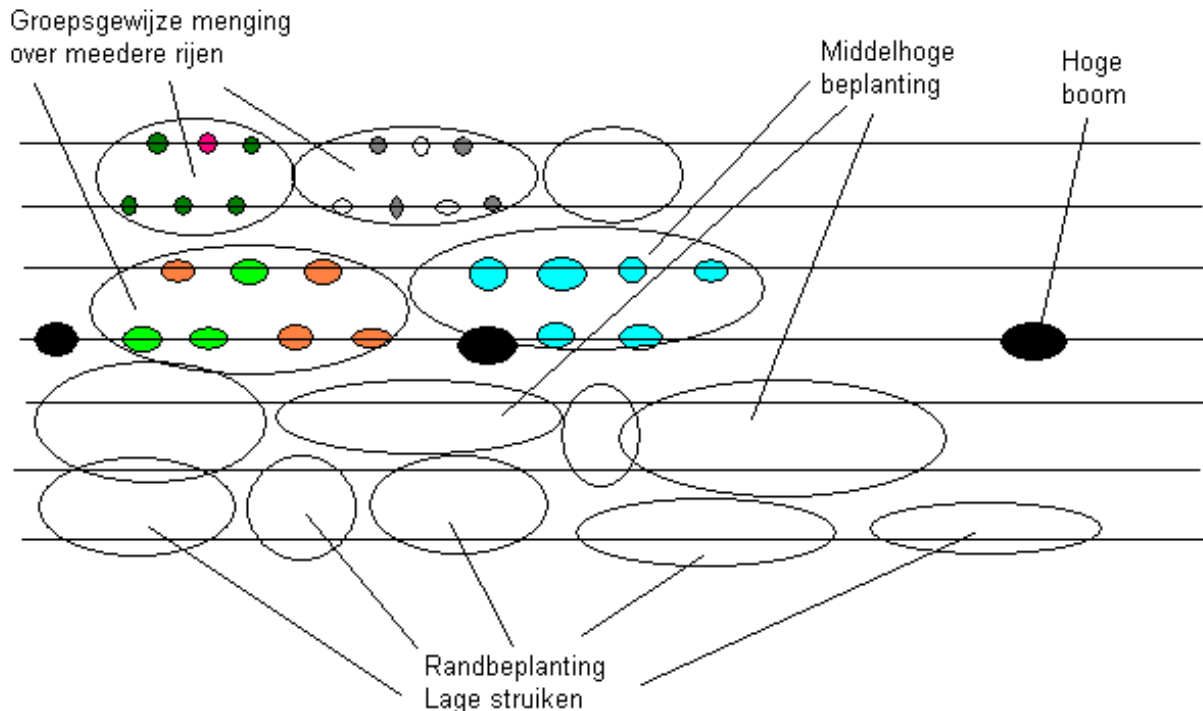 Groepsgewijze menging
over meedere rijen
Middelhoge
beplanting
Hoge
boom
Randbeplanting
Lage struiken